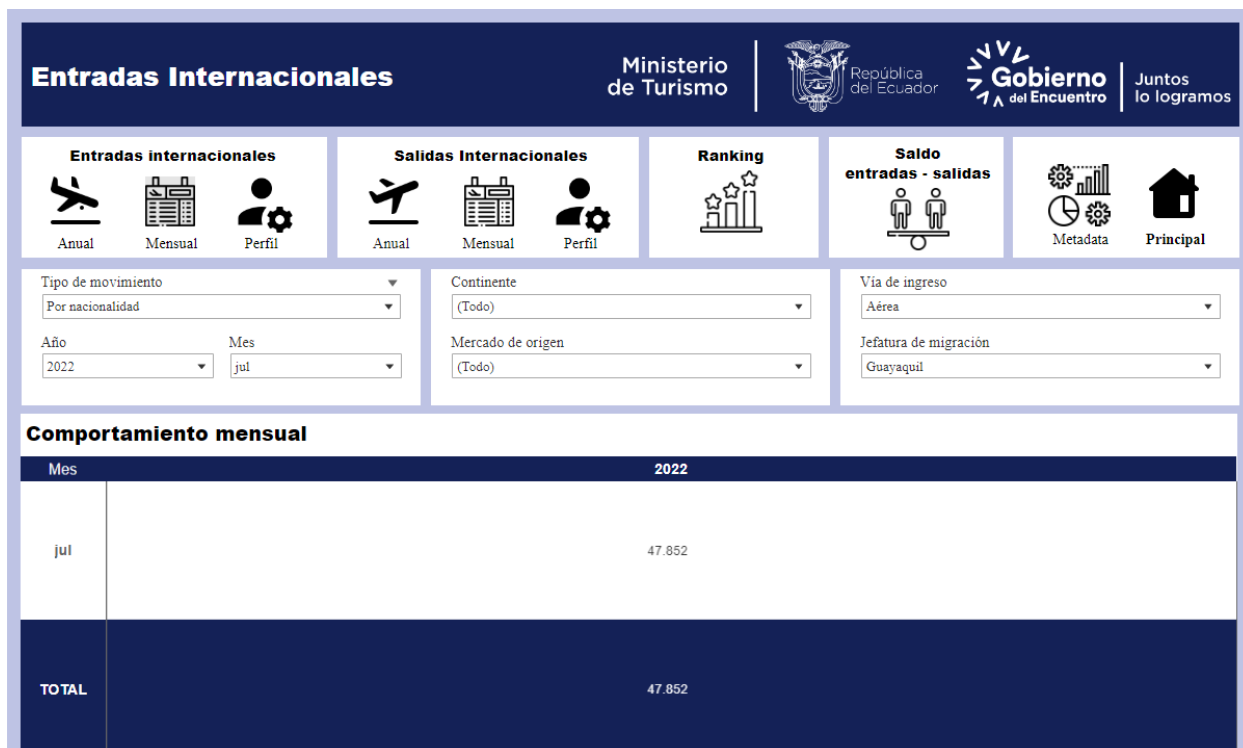 Entradas Internacionales
Ministerio
de Turismo
República
del Ecuador
Gobierno
del Encuentro
Juntos
lo logramos
Entradas internacionales
Anual
Mensual
Perfil
Salidas Internacionales
Anual
Mensual
Perfil
Ranking
Saldo
entradas - salidas
Metadata
Principal
Tipo de movimiento
Por nacionalidad
Año
Mes
2022
jul
Continente
(Todo)
Mercado de origen
(Todo)
Vía de ingreso
Aérea
Jefatura de migración
Guayaquil
Comportamiento mensual
Mes
2022
jul
47.852
TOTAL
47.852